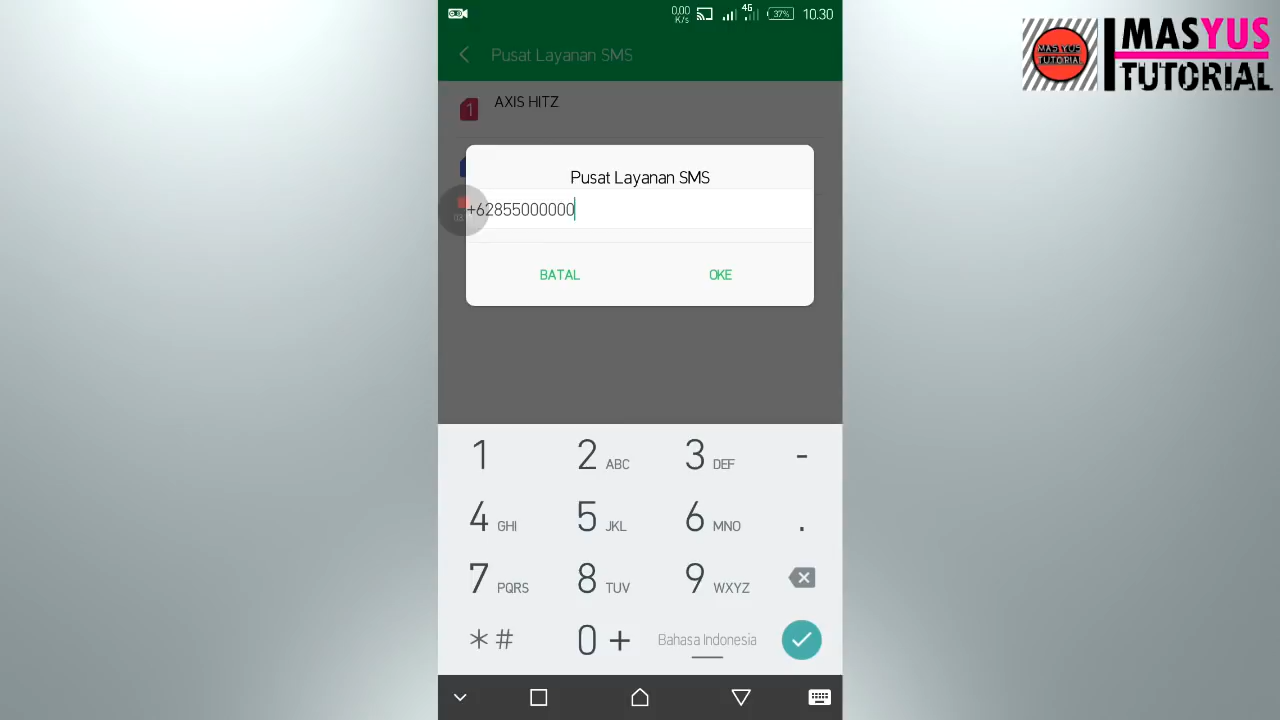 0,00
K/s
4G
37%
10.30
Pusat Layanan SMS
1
AXIS HITZ
Pusat Layanan SMS
+62855000000
BATAL
OKE
1
2 ABC
3 DEF
-
4 GHI
5 JKL
6 MNO
.
7 PQRS
8 TUV
9 WXYZ
*#
0 +
Bahasa Indonesia
MASYUS
TUTORIAL
MASYUS
TUTORIAL